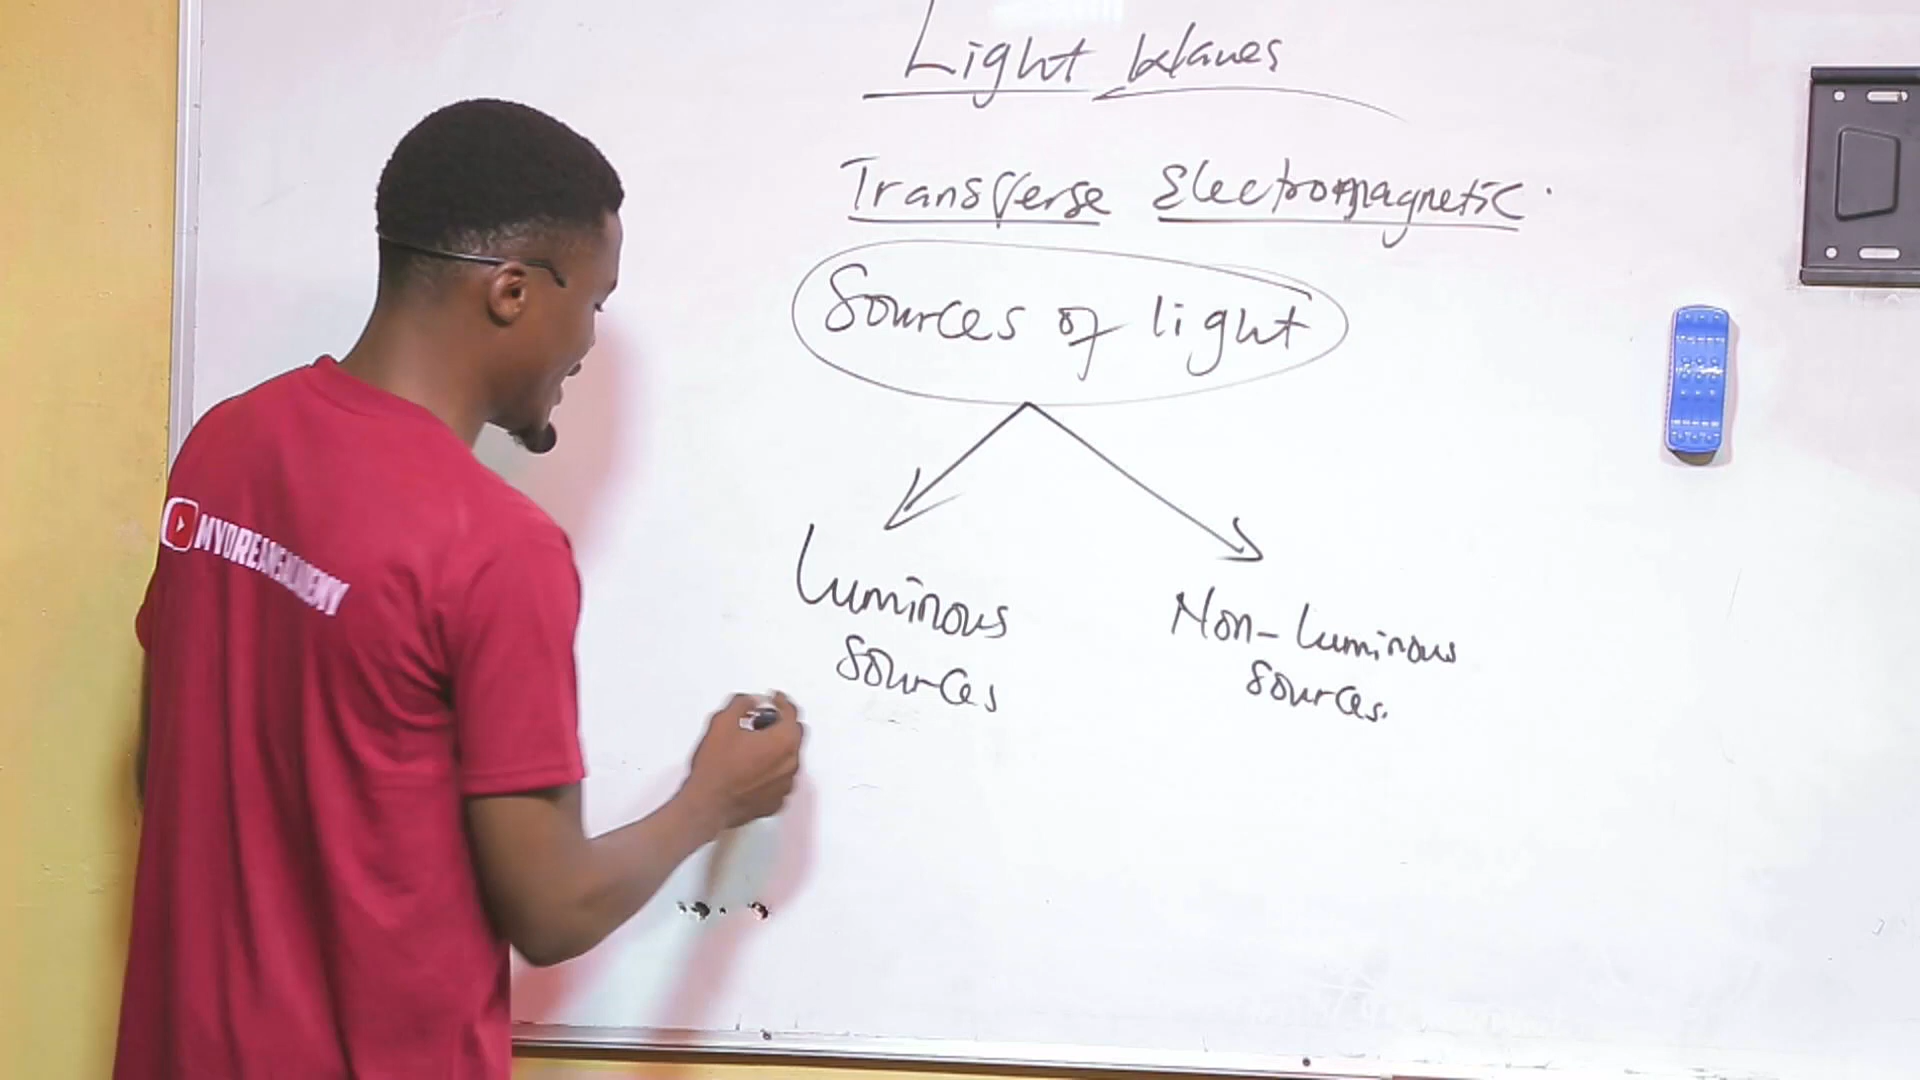 Light Waves
Transverse Electromagnetic.
Sources of light
Luminous
Sources
Non-Luminous
Sources.
MYDREAMACADEMY